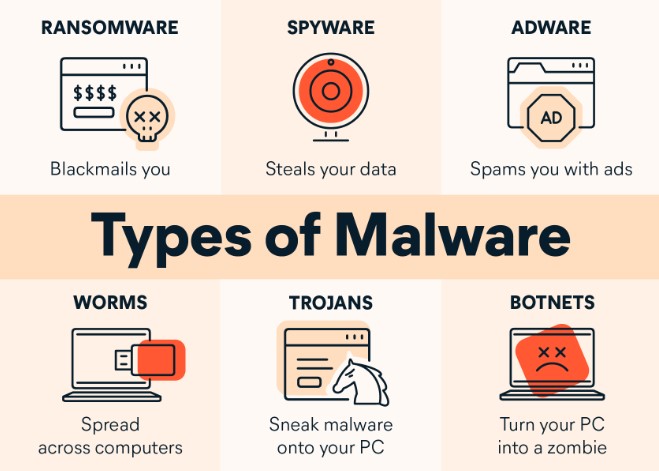 RANSOMWARE
$$$$
Blackmails you
SPYWARE
Steals your data
ADWARE
AD
Spams you with ads
Types of Malware
WORMS
Spread
across computers
TROJANS
Sneak malware
onto your PC
BOTNETS
Turn your PC
into a zombie